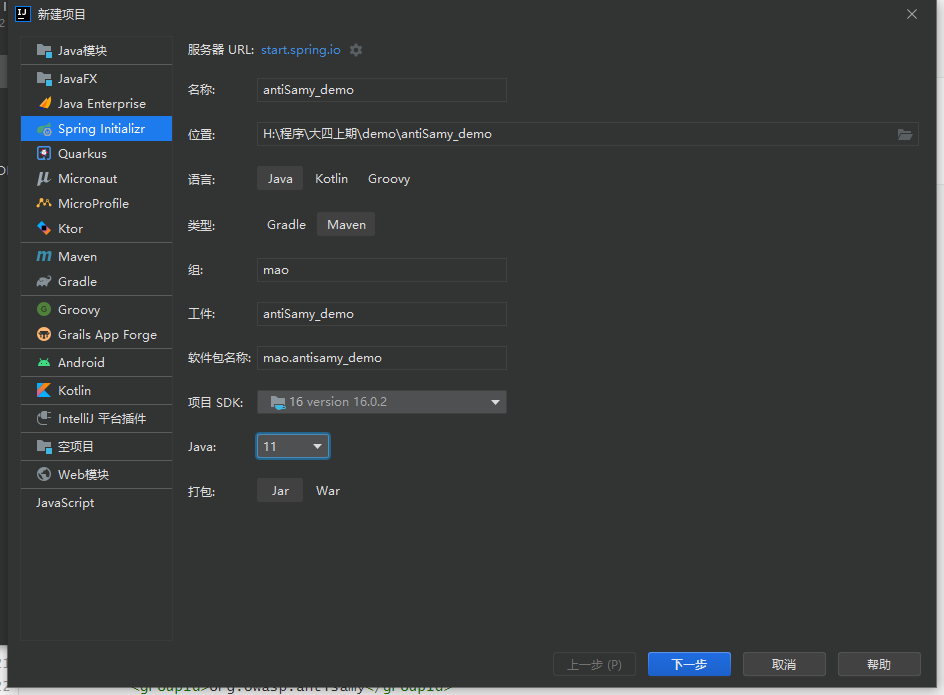 新建项目
Java模块
JavaFX
Java Enterprise
Spring Initializr
Quarkus
Micronaut
MicroProfile
Ktor
Maven
Gradle
Groovy
Grails App Forge
Android
Kotlin
IntelliJ 平台插件
空项目
Web模块
JavaScript
服务器 URL: start.spring.io
名称: antiSamy_demo
位置: H:\程序\大四上期\demo\antiSamy_demo
语言: Java Kotlin Groovy
类型: Gradle Maven
组: mao
工件: antiSamy_demo
软件包名称: mao.antisamy_demo
项目 SDK: 16 version 16.0.2
Java: 11
打包: Jar War
上一步 (P) 下一步 取消 帮助
<groupId>org.owasp.antisamy</groupId>